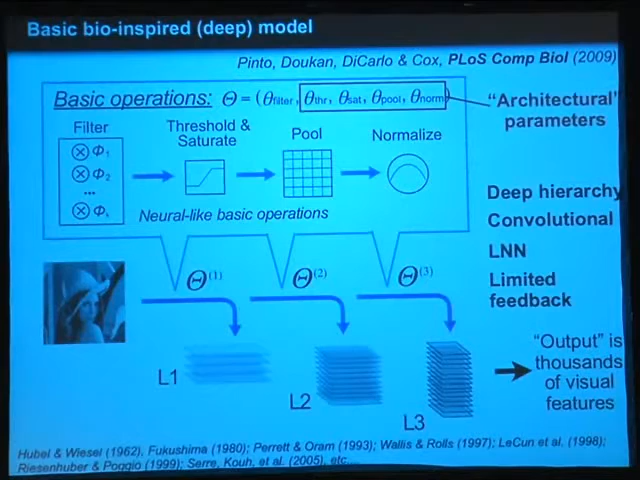 Basic bio-inspired (deep) model
Pinto, Doukan, DiCarlo & Cox, PLoS Comp Biol (2009)
Basic operations: Θ = (θfilter, θthr, θsat, θpool, θnorm)
"Architectural"
parameters
Filter
Threshold &
Saturate
Pool
Normalize
⊗ Φ1
⊗ Φ2
...
⊗ Φk
Neural-like basic operations
Deep hierarchy
Convolutional
LNN
Limited
feedback
Θ(1)
Θ(2)
Θ(3)
L1
L2
L3
"Output" is
thousands
of visual
features
Hubel & Wiesel (1962), Fukushima (1980); Perrett & Oram (1993); Wallis & Rolls (1997); LeCun et al. (1998);
Riesenhuber & Poggio (1999); Serre, Kouh, et al. (2005), etc...